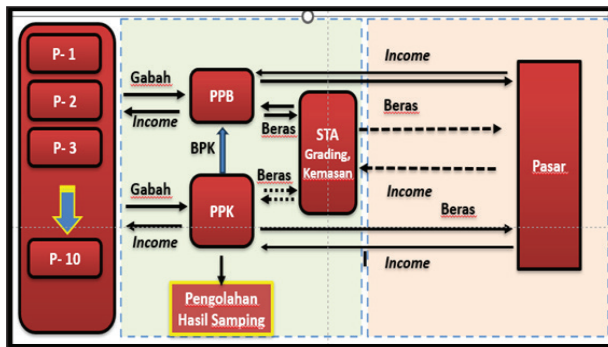 P- 1
P- 2
P- 3
P- 10
Gabah
Income
PPB
Beras
BPK
STA
Grading,
Kemasan
Gabah
Income
PPK
Beras
Pengolahan
Hasil Samping
Income
Beras
Income
Beras
Income
Pasar